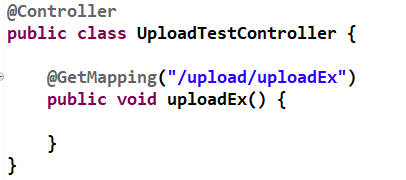 @Controller
public class UploadTestController {
@GetMapping("/upload/uploadEx")
public void uploadEx() {
}
}